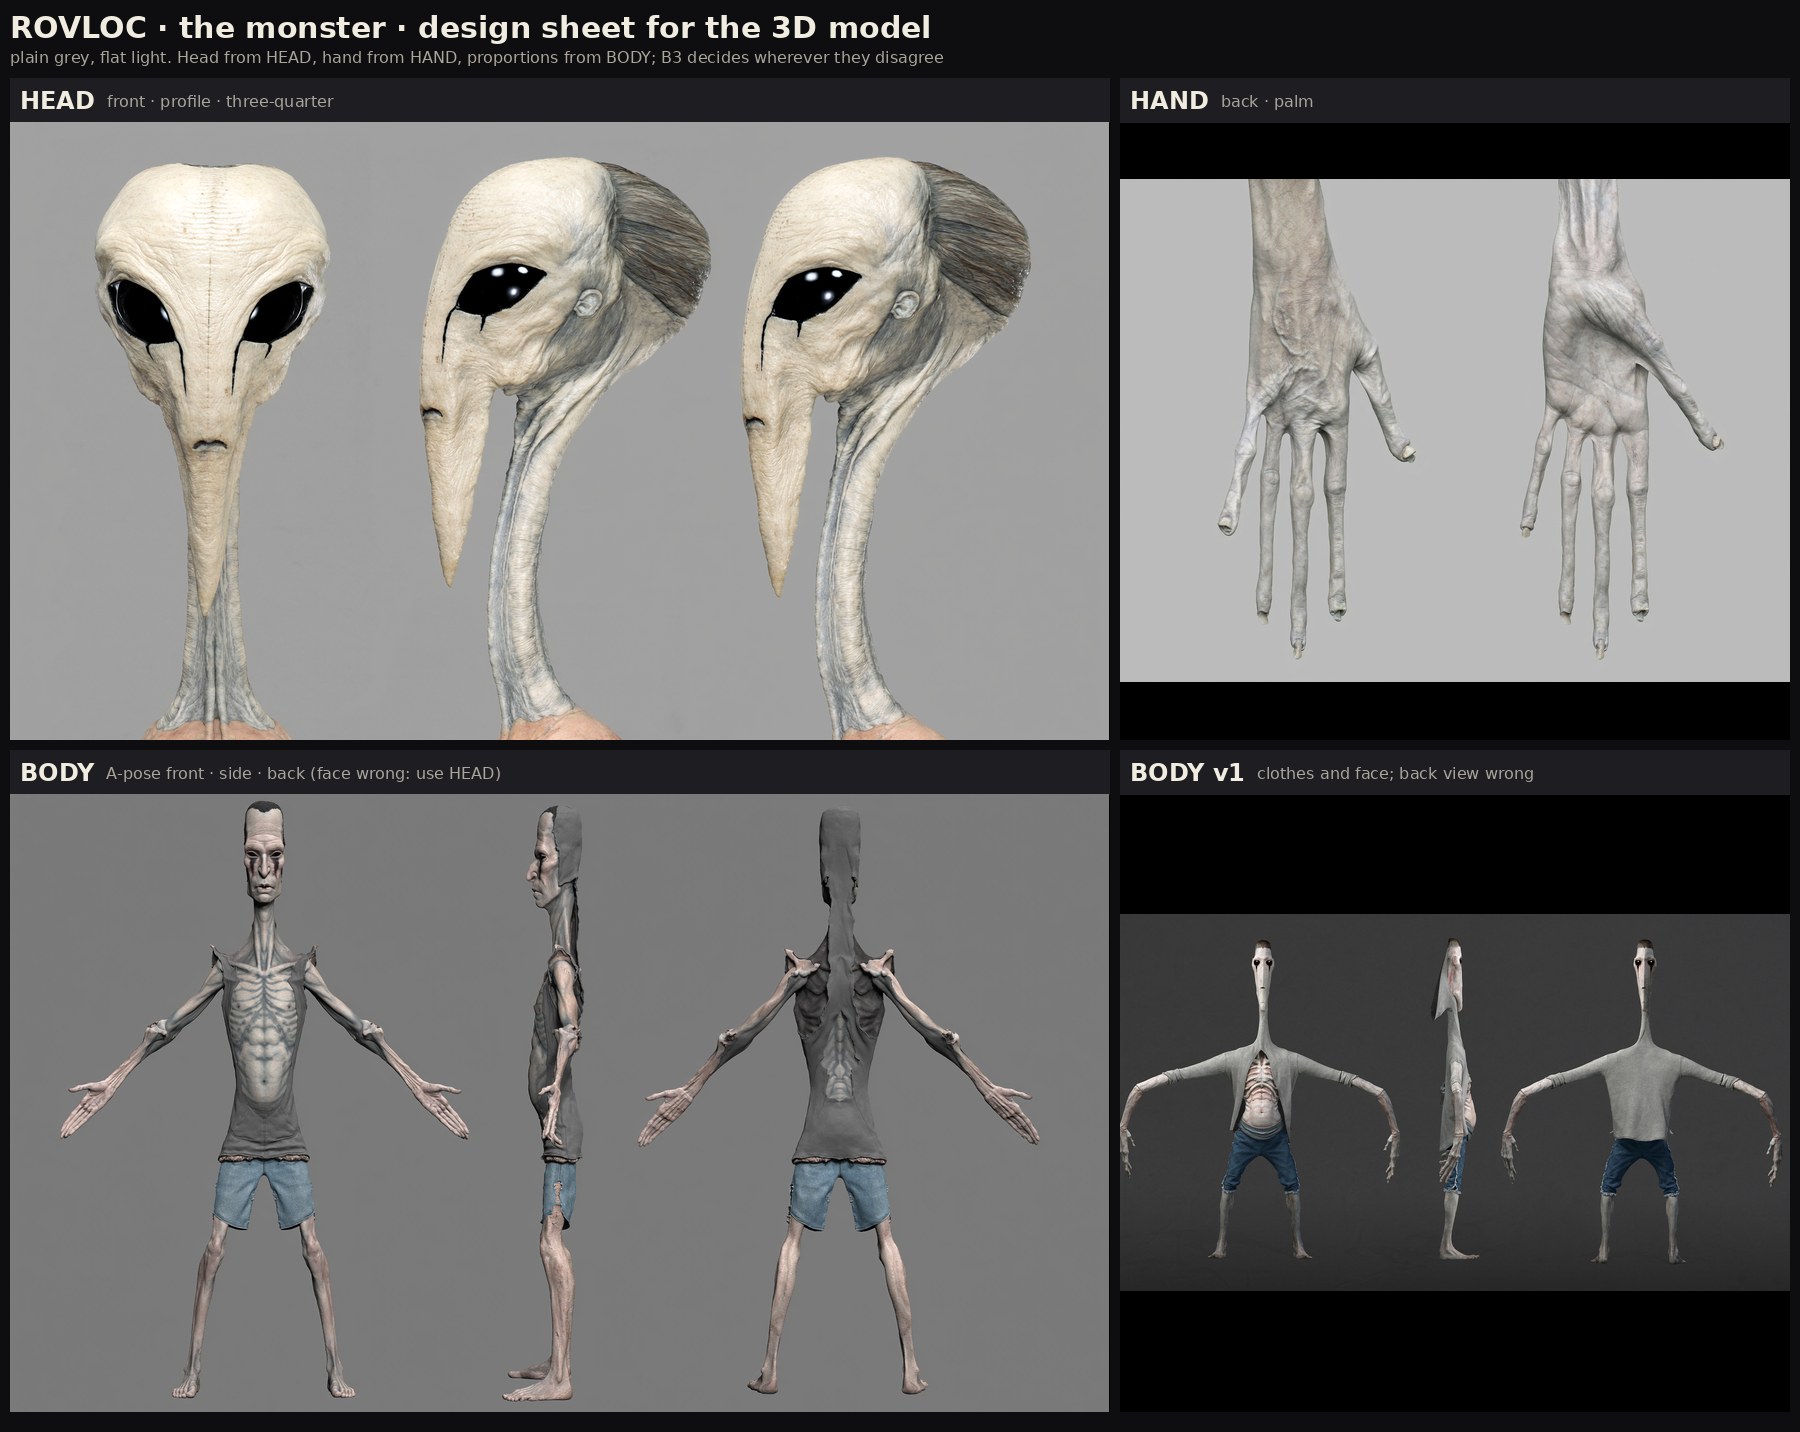 ROVLOC · the monster · design sheet for the 3D model
plain grey, flat light. Head from HEAD, hand from HAND, proportions from BODY; B3 decides wherever they disagree
HEAD front · profile · three-quarter
HAND back · palm
BODY A-pose front · side · back (face wrong: use HEAD)
BODY v1 clothes and face; back view wrong